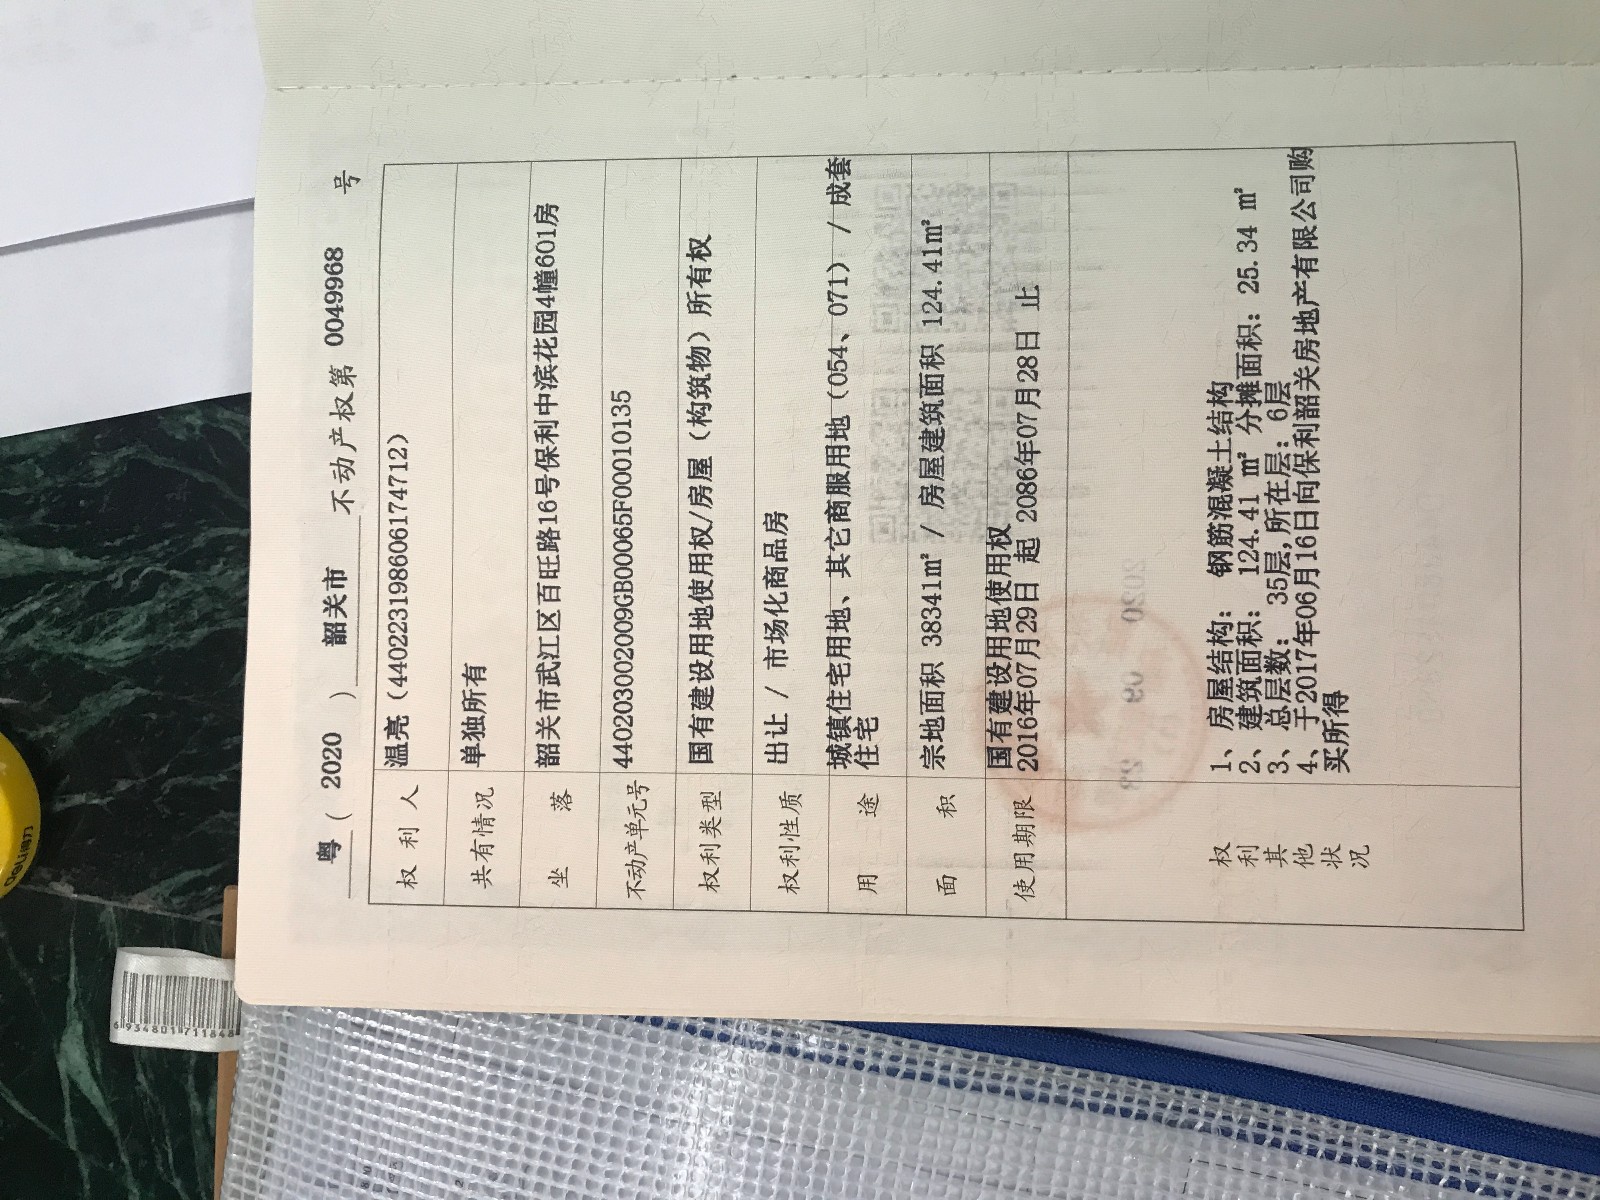 粤（ 2020 ） 韶关市 不动产权第 0049968 号
权利人 温亮（440223198606174712）
共有情况 单独所有
坐落 韶关市武江区百旺路16号保利中滨花园4幢601房
不动产单元号 440203002009GB00065F00010135
权利类型 国有建设用地使用权/房屋（构筑物）所有权
权利性质 出让 / 市场化商品房
用途 城镇住宅用地、其它商服用地（054、071） / 成套
住宅
面积 宗地面积 38341㎡ / 房屋建筑面积 124.41㎡
使用期限 国有建设用地使用权
2016年07月29日 起 2086年07月28日 止
权利其他状况
1、房屋结构： 钢筋混凝土结构
2、建筑面积： 124.41 ㎡ 分摊面积：25.34 ㎡
3、总层数： 35层,所在层：6层
4、于2017年06月16日向保利韶关房地产有限公司购
买所得
deli得力
6934801711848